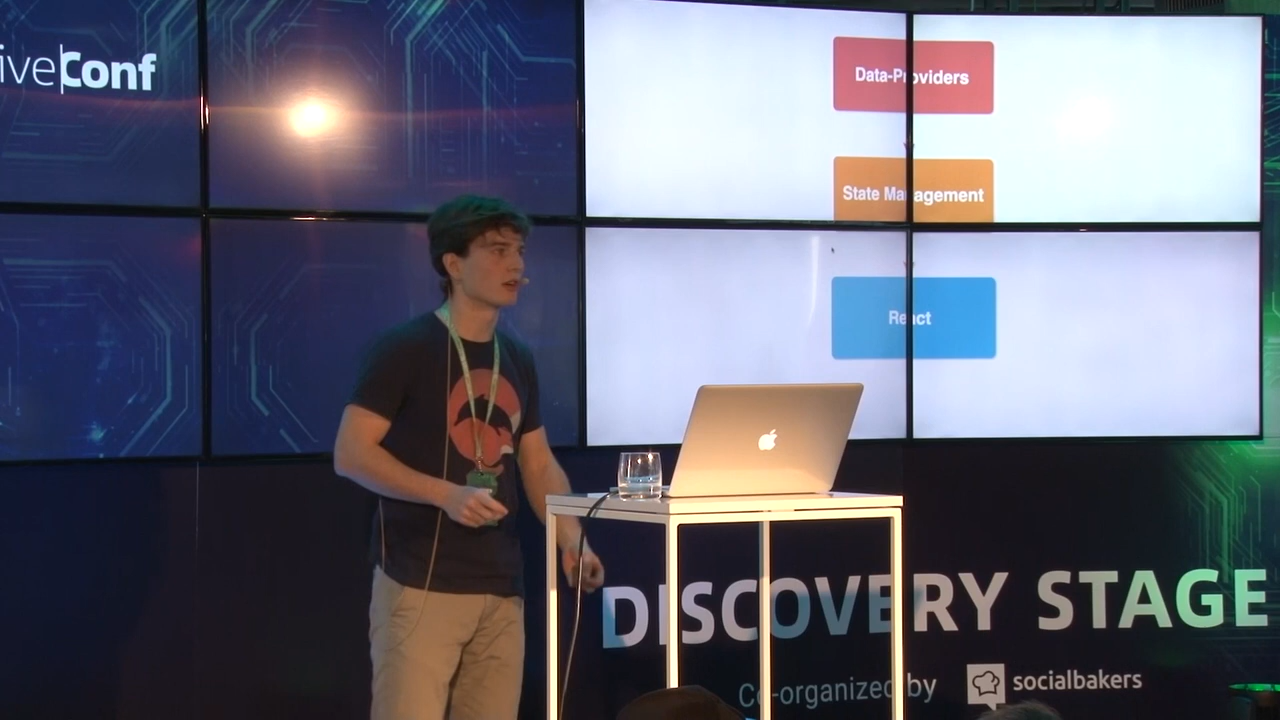 iveConf
Data-Providers
State Management
React
DISCOVERY STAGE
Co-organized by
socialbakers